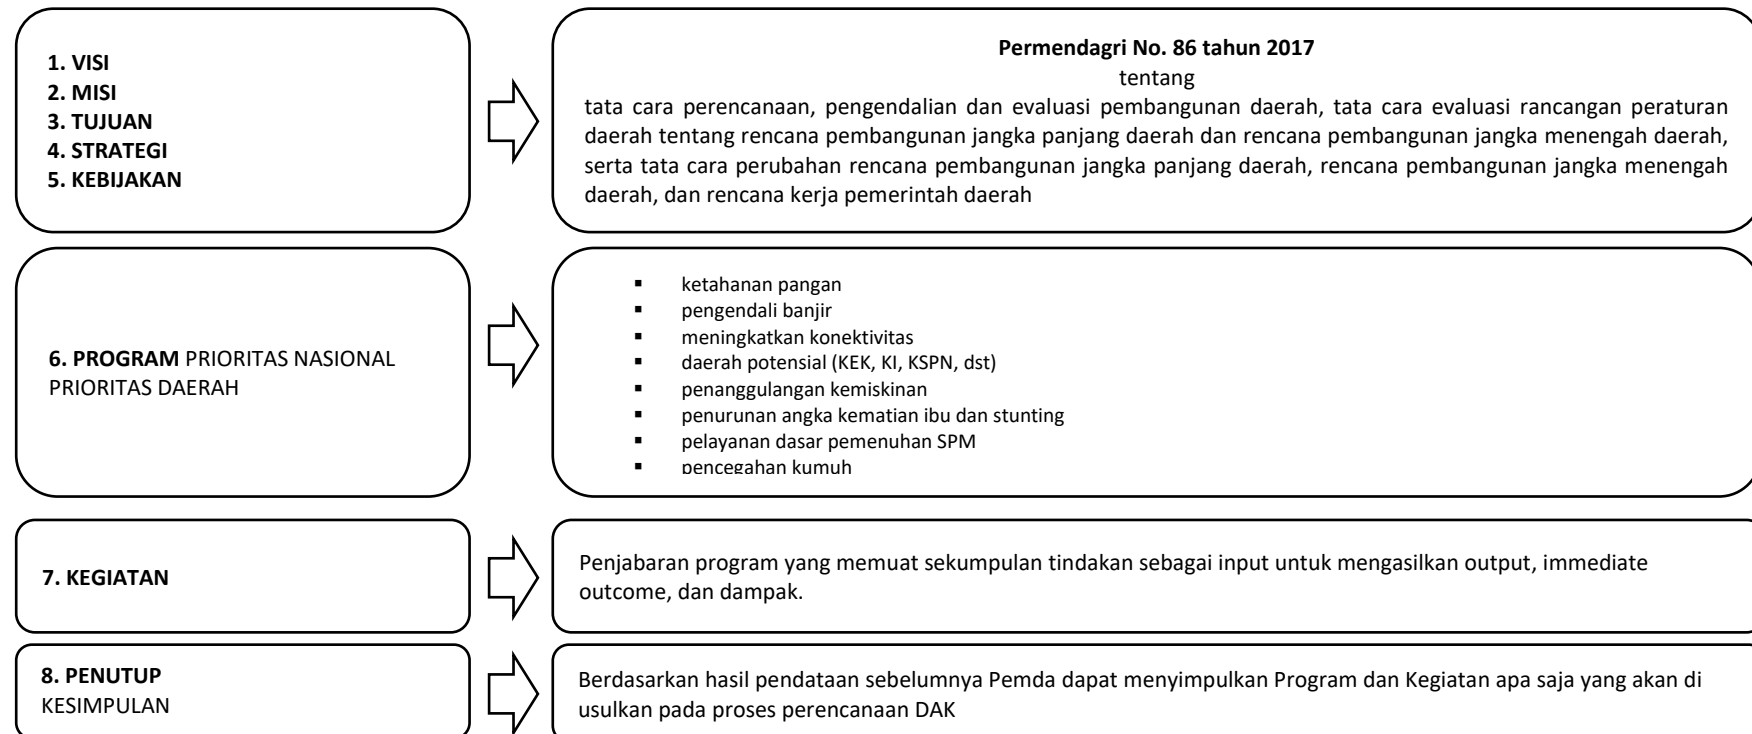 1. VISI
2. MISI
3. TUJUAN
4. STRATEGI
5. KEBIJAKAN
Permendagri No. 86 tahun 2017
tentang
tata cara perencanaan, pengendalian dan evaluasi pembangunan daerah, tata cara evaluasi rancangan peraturan
daerah tentang rencana pembangunan jangka panjang daerah dan rencana pembangunan jangka menengah daerah,
serta tata cara perubahan rencana pembangunan jangka panjang daerah, rencana pembangunan jangka menengah
daerah, dan rencana kerja pemerintah daerah
6. PROGRAM PRIORITAS NASIONAL
PRIORITAS DAERAH
▪ ketahanan pangan
▪ pengendali banjir
▪ meningkatkan konektivitas
▪ daerah potensial (KEK, KI, KSPN, dst)
▪ penanggulangan kemiskinan
▪ penurunan angka kematian ibu dan stunting
▪ pelayanan dasar pemenuhan SPM
▪ pencegahan kumuh
7. KEGIATAN
Penjabaran program yang memuat sekumpulan tindakan sebagai input untuk mengasilkan output, immediate
outcome, dan dampak.
8. PENUTUP
KESIMPULAN
Berdasarkan hasil pendataan sebelumnya Pemda dapat menyimpulkan Program dan Kegiatan apa saja yang akan di
usulkan pada proses perencanaan DAK